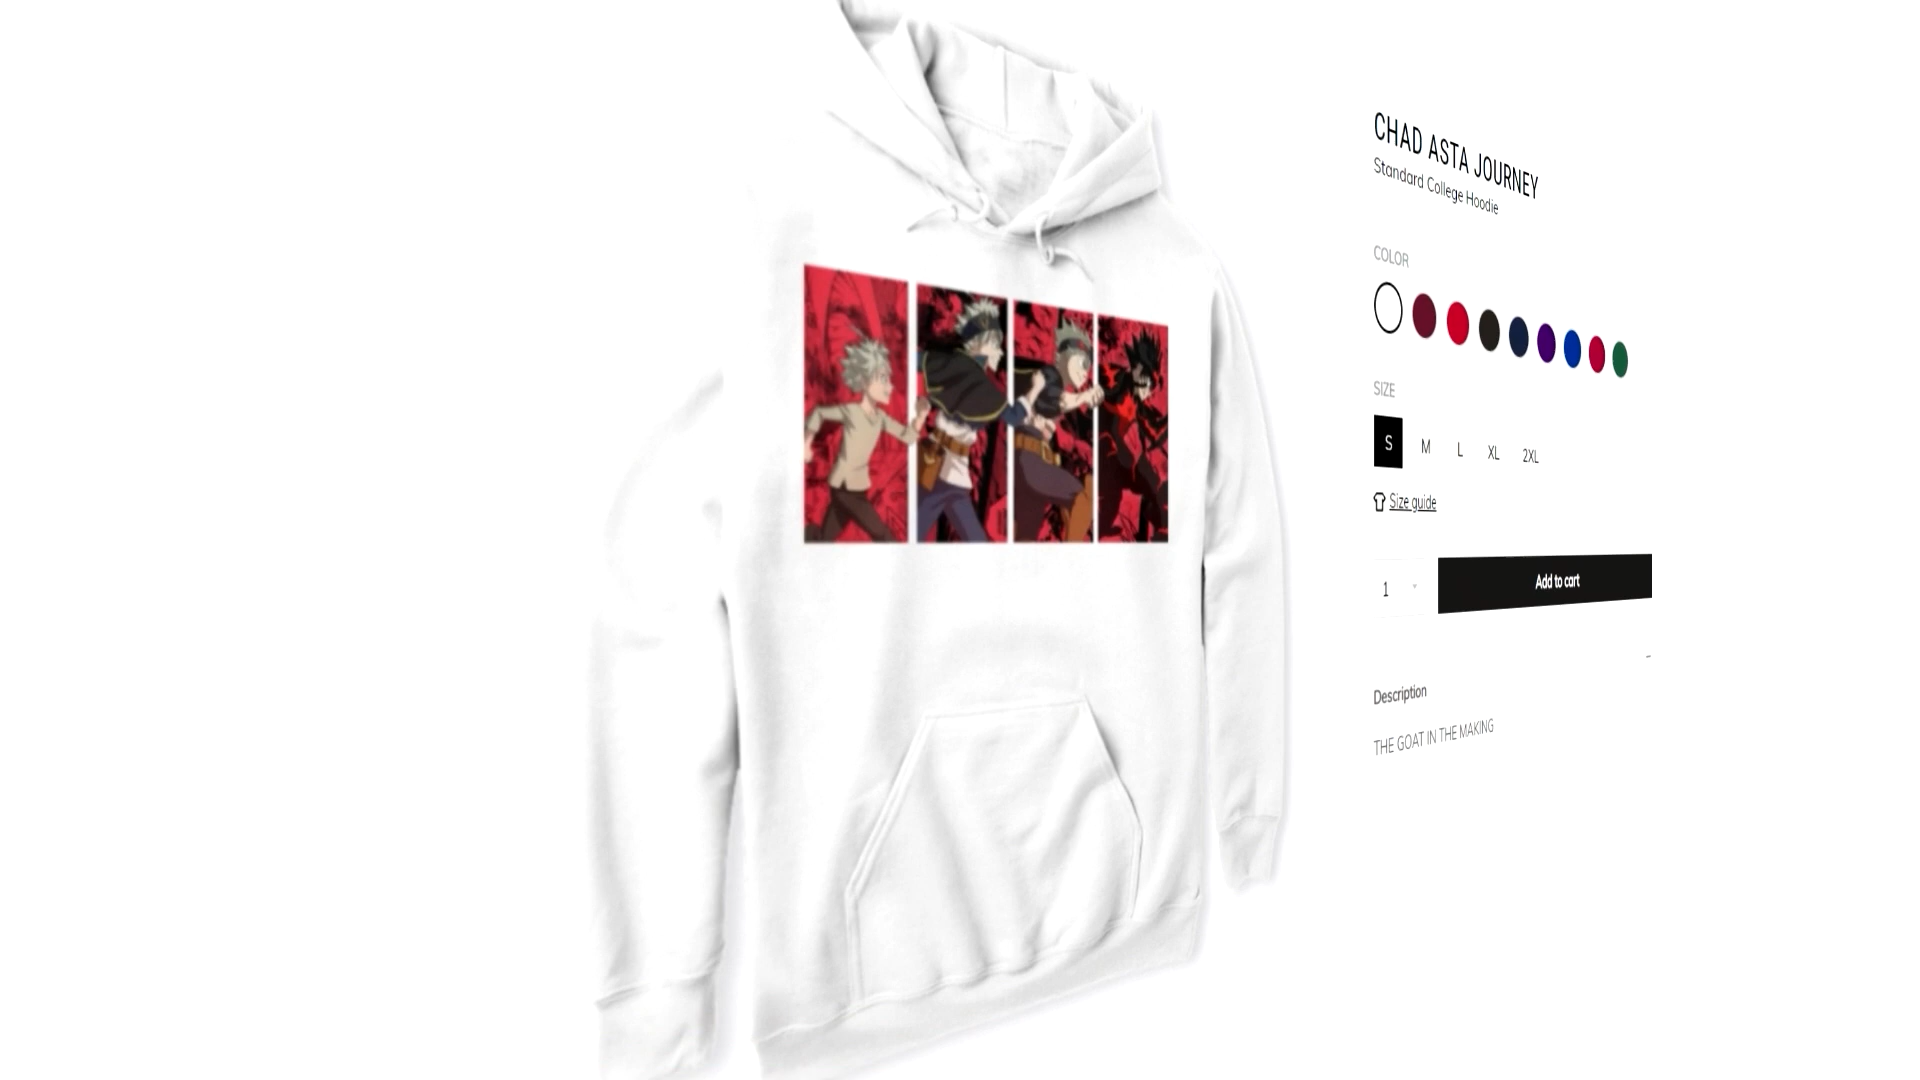 CHAD ASTA JOURNEY
Standard College Hoodie
COLOR
SIZE
S M L XL 2XL
Size guide
1 Add to cart
Description
THE GOAT IN THE MAKING